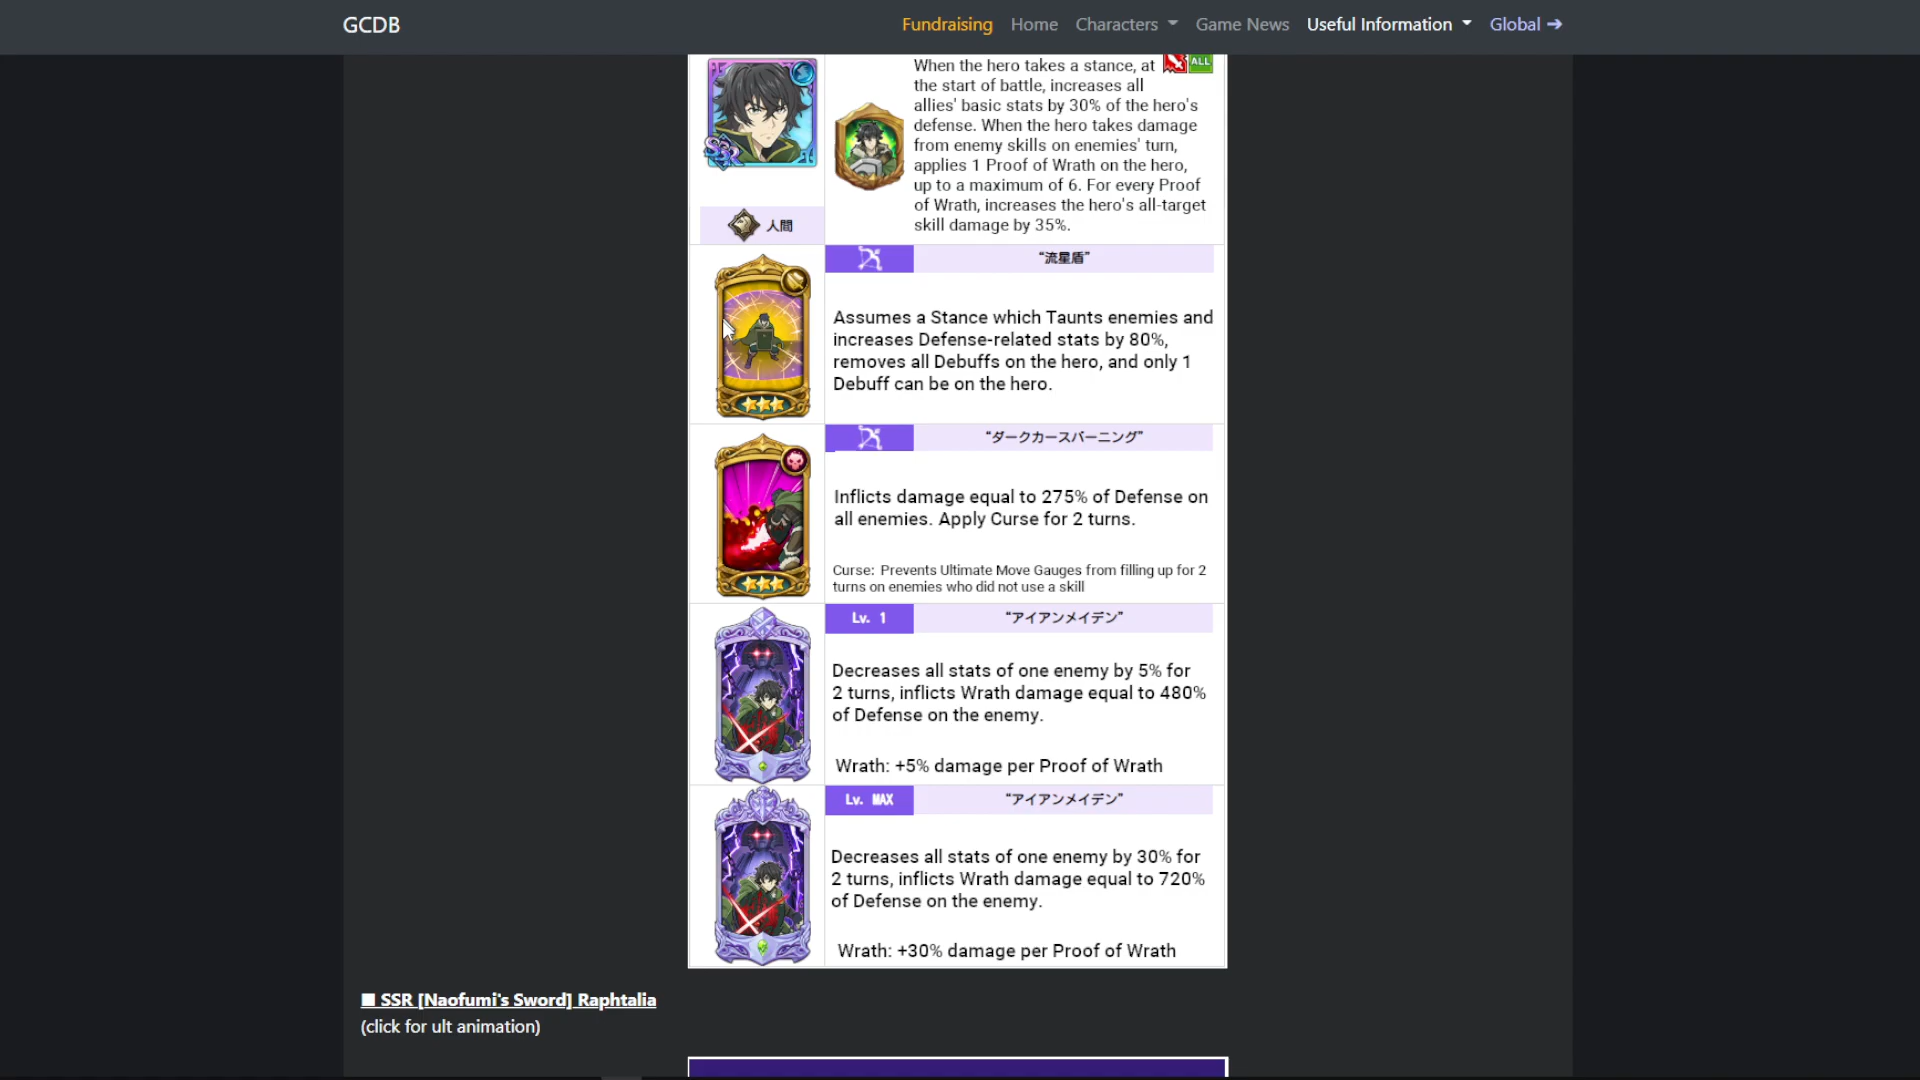 GCDB
Fundraising Home Characters Game News Useful Information Global
When the hero takes a stance, at
the start of battle, increases all
allies' basic stats by 30% of the hero's
defense. When the hero takes damage
from enemy skills on enemies' turn,
applies 1 Proof of Wrath on the hero,
up to a maximum of 6. For every Proof
of Wrath, increases the hero's all-target
skill damage by 35%.
ALL
SSR
人間
“流星盾”
Assumes a Stance which Taunts enemies and
increases Defense-related stats by 80%,
removes all Debuffs on the hero, and only 1
Debuff can be on the hero.
“ダークカースバーニング”
Inflicts damage equal to 275% of Defense on
all enemies. Apply Curse for 2 turns.
Curse: Prevents Ultimate Move Gauges from filling up for 2
turns on enemies who did not use a skill
Lv. 1
“アイアンメイデン”
Decreases all stats of one enemy by 5% for
2 turns, inflicts Wrath damage equal to 480%
of Defense on the enemy.
Wrath: +5% damage per Proof of Wrath
Lv. MAX
“アイアンメイデン”
Decreases all stats of one enemy by 30% for
2 turns, inflicts Wrath damage equal to 720%
of Defense on the enemy.
Wrath: +30% damage per Proof of Wrath
■ SSR [Naofumi's Sword] Raphtalia
(click for ult animation)